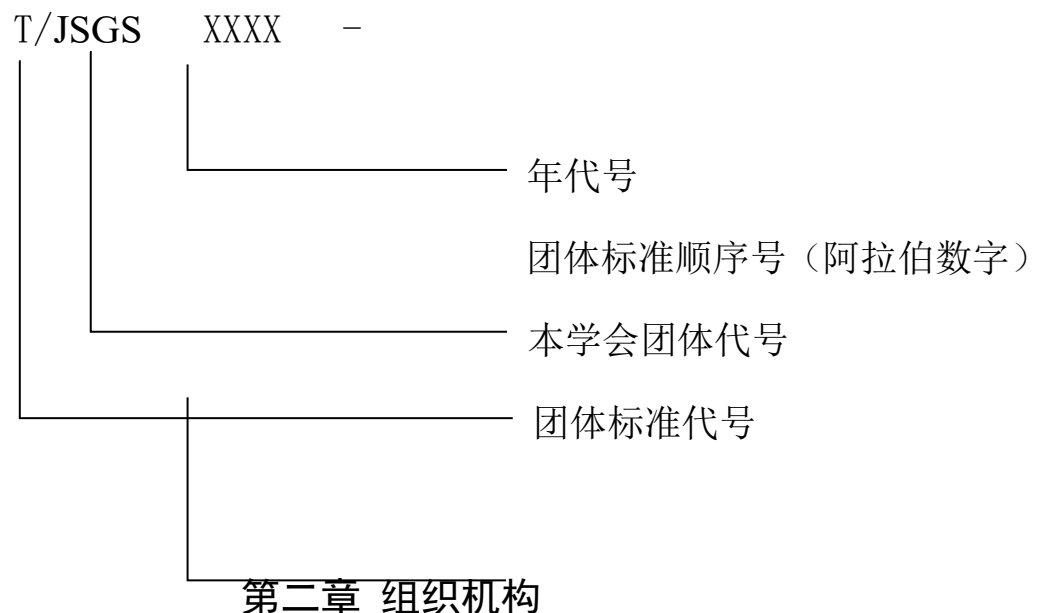 T/JSGS XXXX -
年代号
团体标准顺序号（阿拉伯数字）
本学会团体代号
团体标准代号
第二章 组织机构